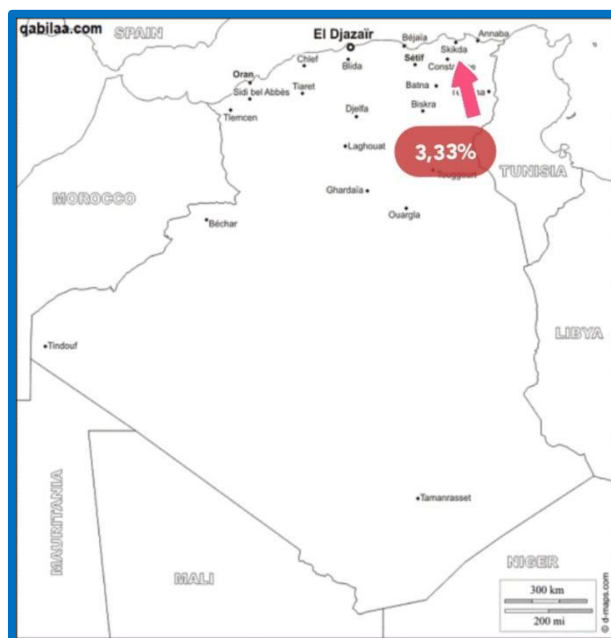 qabilaa.com
SPAIN
El Djazaïr
Béjaïa
Annaba
Skikda
Chlef
Blida
Sétif
Oran
Sidi bel Abbès
Tiaret
Batna
Tlemcen
Djelfa
Biskra
3,33%
Laghouat
TUNISIA
MOROCCO
Ghardaïa
Ouargla
Béchar
LIBYA
Tindouf
Tamanrasset
MAURITANIA
MALI
NIGER
300 km
200 mi
© d-maps.com